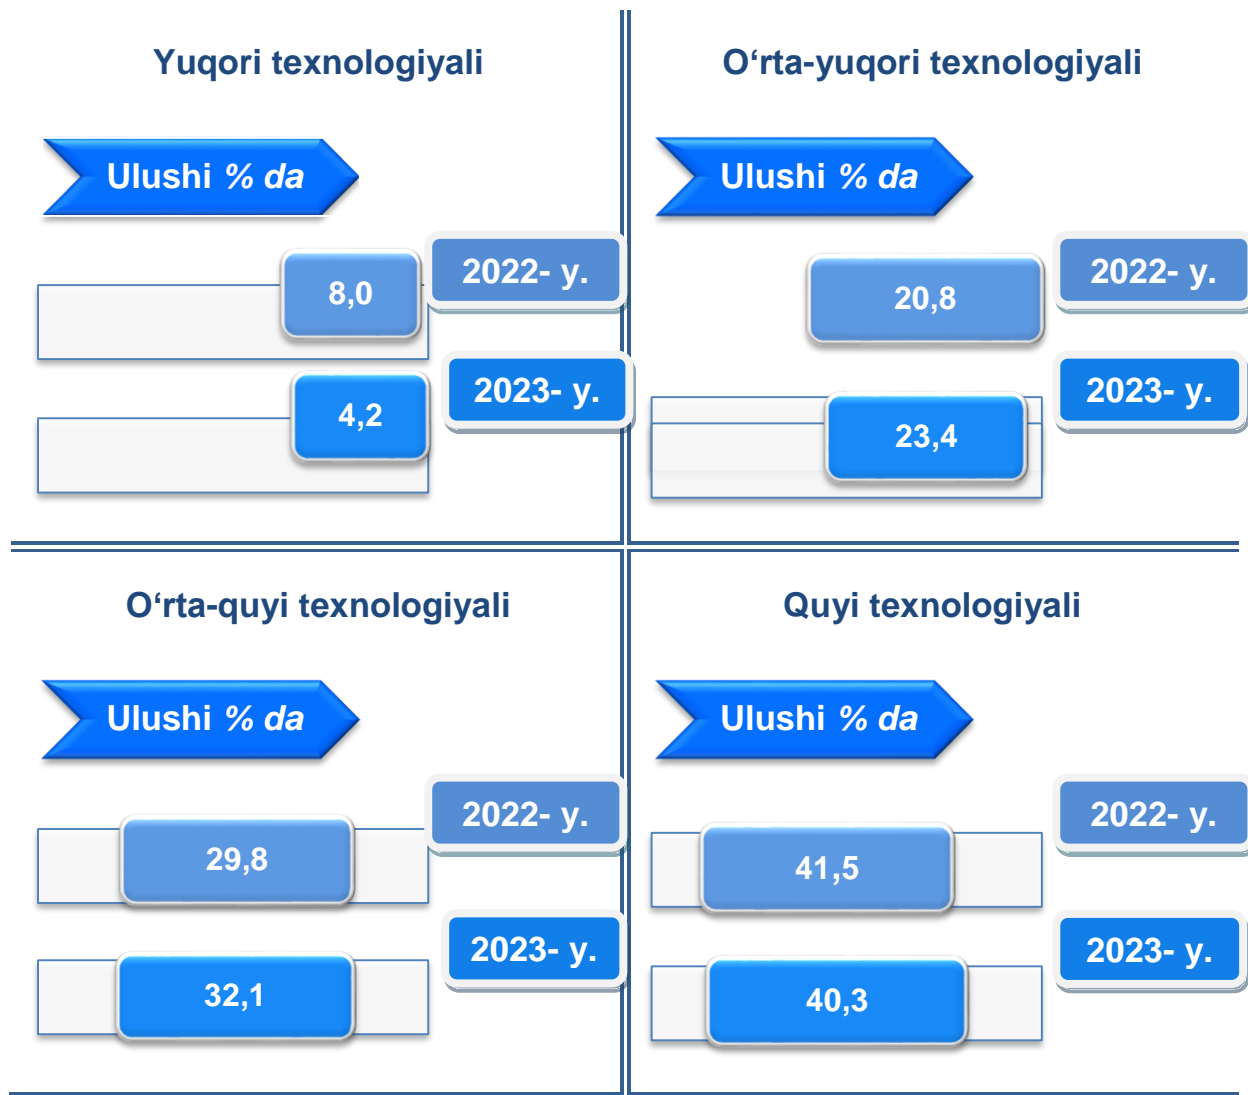 Yuqori texnologiyali
Ulushi % da
8,0
2022- y.
4,2
2023- y.
O‘rta-yuqori texnologiyali
Ulushi % da
20,8
2022- y.
23,4
2023- y.
O‘rta-quyi texnologiyali
Ulushi % da
29,8
2022- y.
32,1
2023- y.
Quyi texnologiyali
Ulushi % da
41,5
2022- y.
40,3
2023- y.